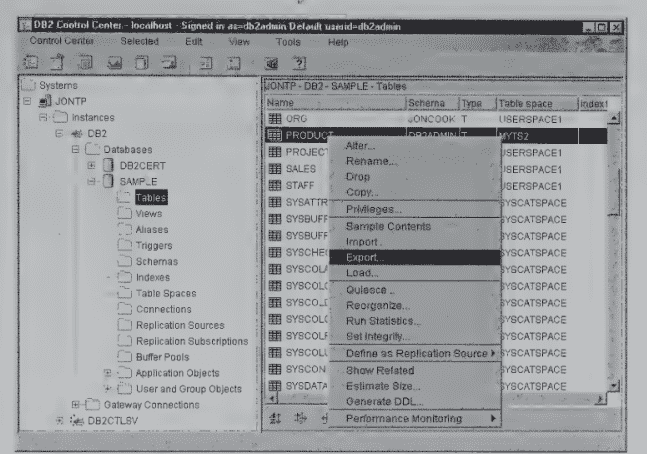 DB2 Control Center - localhost - Signed in as=db2admin Default userid=db2admin
Control Center Selected Edit View Tools Help
Systems
JONTP
Instances
DB2
Databases
DB2CERT
SAMPLE
Tables
Views
Aliases
Triggers
Schemas
Indexes
Table Spaces
Connections
Replication Sources
Replication Subscriptions
Buffer Pools
Application Objects
User and Group Objects
Gateway Connections
DB2CTLSV
JONTP - DB2 - SAMPLE - Tables
Name Schema Type Table space Index t
ORG JONCOOK T USERSPACE1
PRODUCT DB2ADMIN T MYTS2
PROJECT USERSPACE1
SALES USERSPACE1
STAFF USERSPACE1
SYSATTR SYSCATSPACE
SYSBUFF SYSCATSPACE
SYSBUFF SYSCATSPACE
SYSCHEC SYSCATSPACE
SYSCOLA SYSCATSPACE
SYSCOLC SYSCATSPACE
SYSCOLD SYSCATSPACE
SYSCOLG SYSCATSPACE
SYSCOLP SYSCATSPACE
SYSCOLU SYSCATSPACE
SYSCON SYSCATSPACE
SYSDATA SYSCATSPACE
Alter...
Rename...
Drop
Copy...
Privileges...
Sample Contents
Import...
Export...
Load...
Quiesce...
Reorganize...
Run Statistics...
Set Integrity...
Define as Replication Source
Show Related
Estimate Size...
Generate DDL...
Performance Monitoring